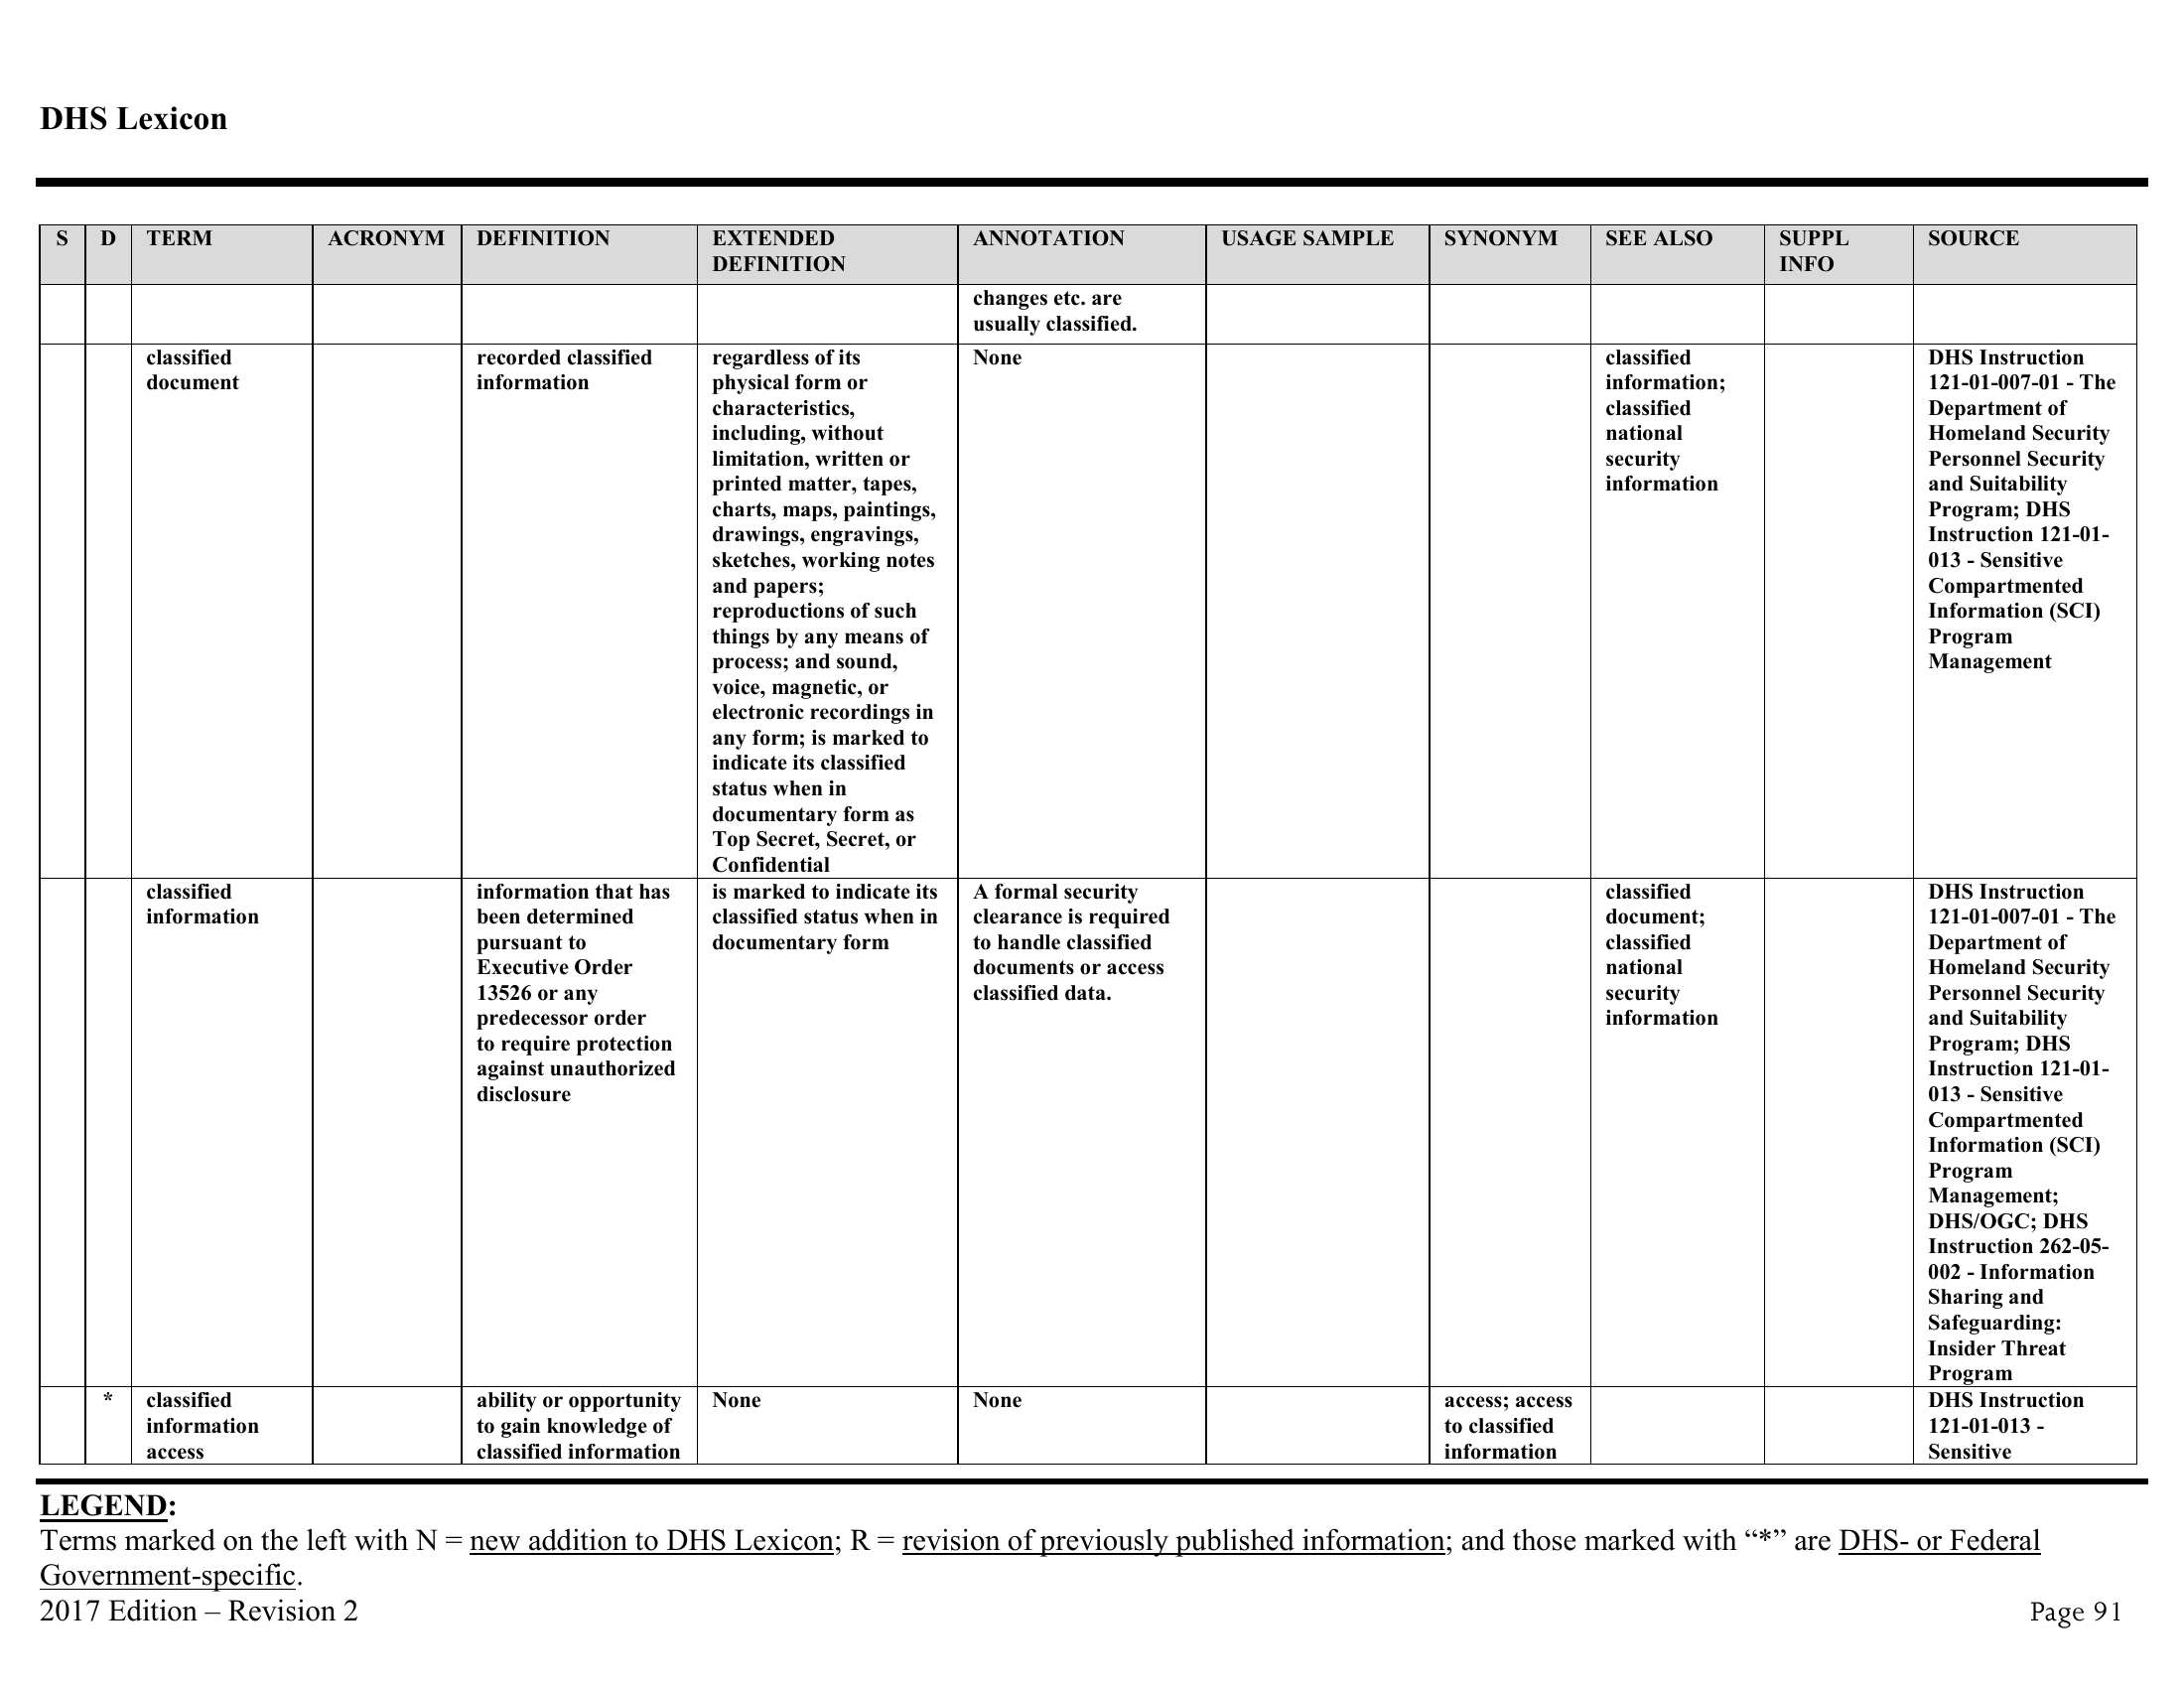 DHS Lexicon
S D TERM ACRONYM DEFINITION EXTENDED DEFINITION ANNOTATION USAGE SAMPLE SYNONYM SEE ALSO SUPPL INFO SOURCE
changes etc. are
usually classified.
classified
document
recorded classified
information
regardless of its
physical form or
characteristics,
including, without
limitation, written or
printed matter, tapes,
charts, maps, paintings,
drawings, engravings,
sketches, working notes
and papers;
reproductions of such
things by any means of
process; and sound,
voice, magnetic, or
electronic recordings in
any form; is marked to
indicate its classified
status when in
documentary form as
Top Secret, Secret, or
Confidential
None
classified
information;
classified
national
security
information
DHS Instruction
121-01-007-01 - The
Department of
Homeland Security
Personnel Security
and Suitability
Program; DHS
Instruction 121-01-
013 - Sensitive
Compartmented
Information (SCI)
Program
Management
classified
information
information that has
been determined
pursuant to
Executive Order
13526 or any
predecessor order
to require protection
against unauthorized
disclosure
is marked to indicate its
classified status when in
documentary form
A formal security
clearance is required
to handle classified
documents or access
classified data.
classified
document;
classified
national
security
information
DHS Instruction
121-01-007-01 - The
Department of
Homeland Security
Personnel Security
and Suitability
Program; DHS
Instruction 121-01-
013 - Sensitive
Compartmented
Information (SCI)
Program
Management;
DHS/OGC; DHS
Instruction 262-05-
002 - Information
Sharing and
Safeguarding:
Insider Threat
Program
*
classified
information
access
ability or opportunity
to gain knowledge of
classified information
None
None
access; access
to classified
information
DHS Instruction
121-01-013 -
Sensitive
LEGEND:
Terms marked on the left with N = new addition to DHS Lexicon; R = revision of previously published information; and those marked with “*” are DHS- or Federal
Government-specific.
2017 Edition – Revision 2
Page 91